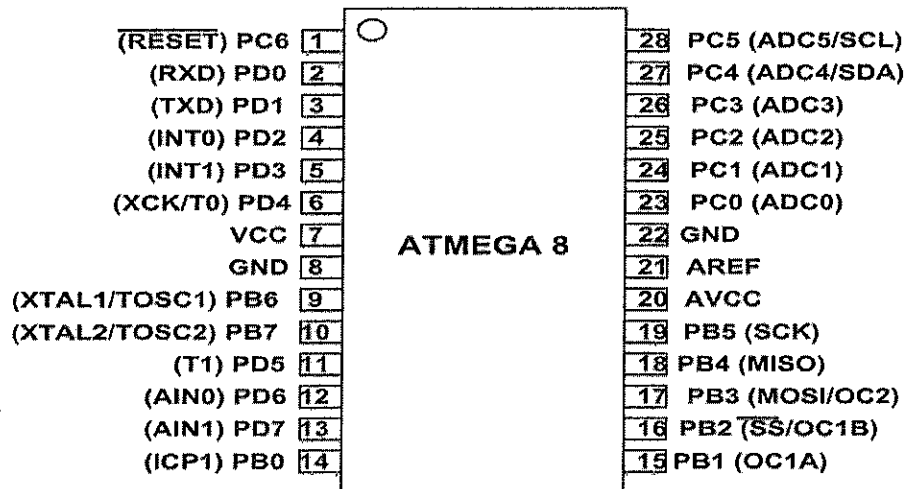 (RESET) PC6 1
(RXD) PD0 2
(TXD) PD1 3
(INT0) PD2 4
(INT1) PD3 5
(XCK/T0) PD4 6
VCC 7
GND 8
(XTAL1/TOSC1) PB6 9
(XTAL2/TOSC2) PB7 10
(T1) PD5 11
(AIN0) PD6 12
(AIN1) PD7 13
(ICP1) PB0 14
ATMEGA 8
28 PC5 (ADC5/SCL)
27 PC4 (ADC4/SDA)
26 PC3 (ADC3)
25 PC2 (ADC2)
24 PC1 (ADC1)
23 PC0 (ADC0)
22 GND
21 AREF
20 AVCC
19 PB5 (SCK)
18 PB4 (MISO)
17 PB3 (MOSI/OC2)
16 PB2 (SS/OC1B)
15 PB1 (OC1A)